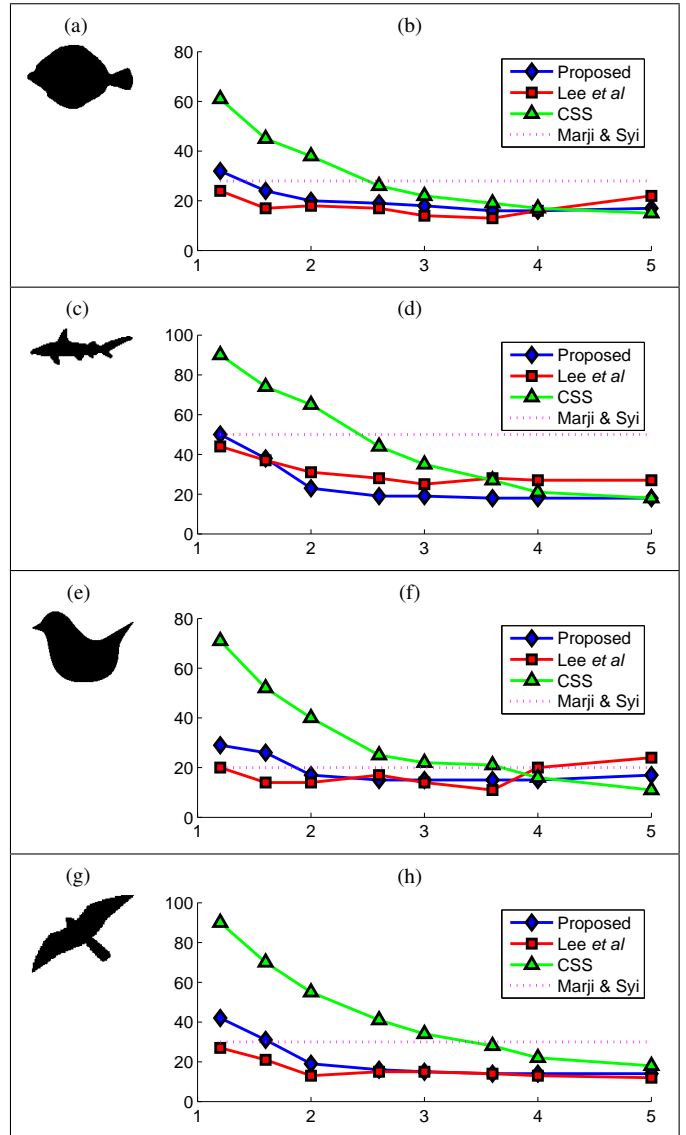 (a) (b)
80
60
40
20
0
1 2 3 4 5
Proposed
Lee et al
CSS
Marji & Syi
(c) (d)
100
80
60
40
20
0
1 2 3 4 5
Proposed
Lee et al
CSS
Marji & Syi
(e) (f)
80
60
40
20
0
1 2 3 4 5
Proposed
Lee et al
CSS
Marji & Syi
(g) (h)
100
80
60
40
20
0
1 2 3 4 5
Proposed
Lee et al
CSS
Marji & Syi